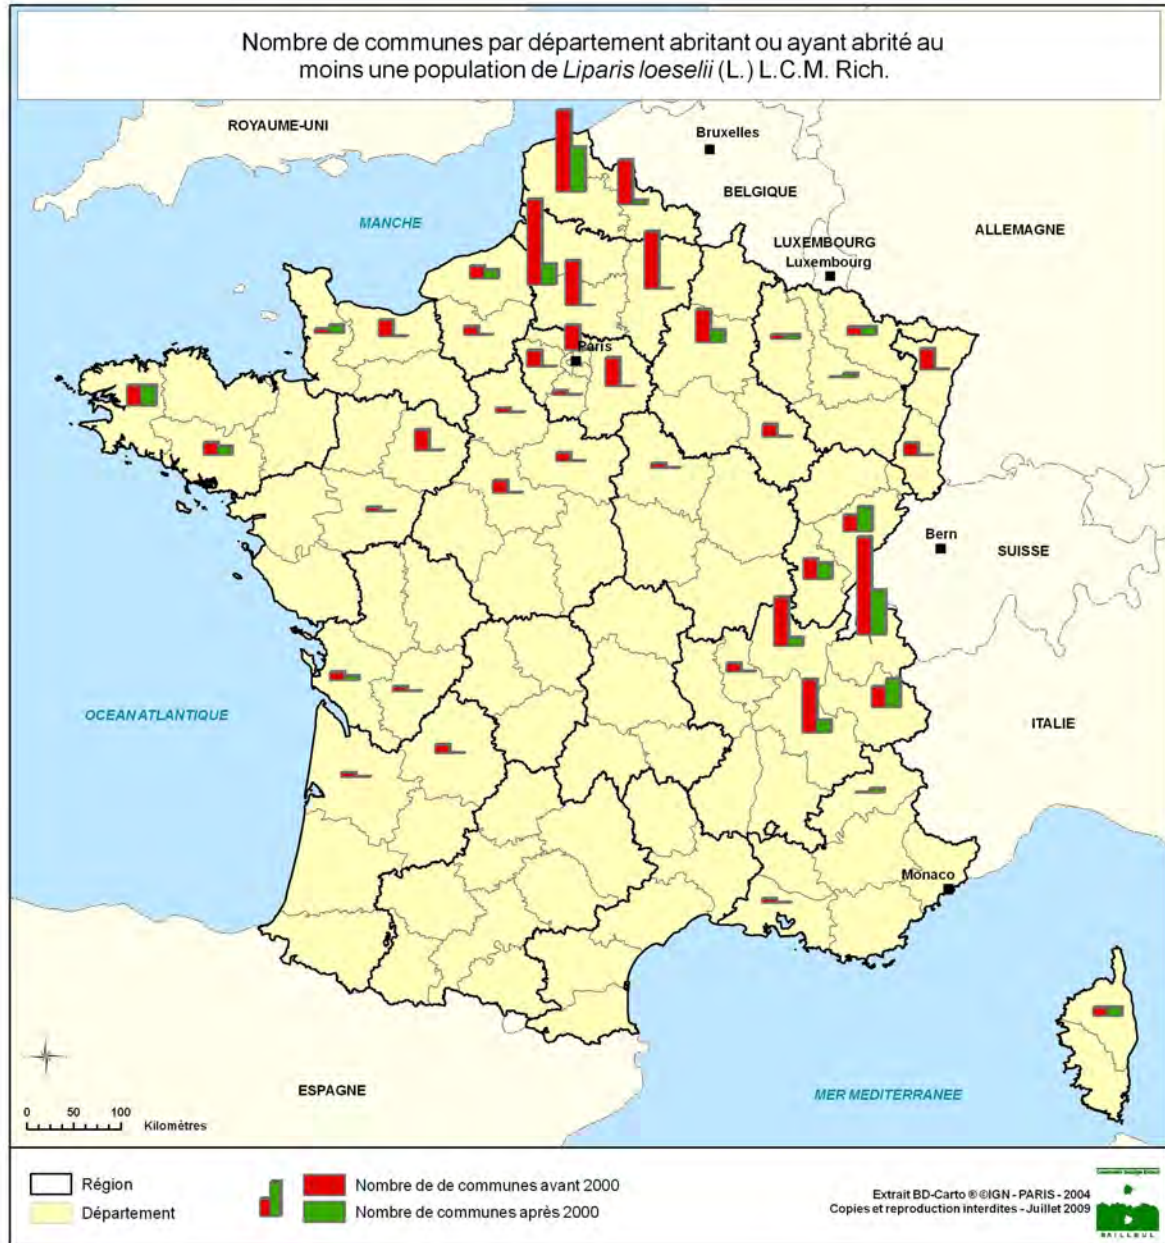 Nombre de communes par département abritant ou ayant abrité au
moins une population de Liparis loeselii (L.) L.C.M. Rich.
ROYAUME-UNI
Bruxelles
BELGIQUE
MANCHE
ALLEMAGNE
LUXEMBOURG
Luxembourg
Paris
Bern
SUISSE
OCEAN ATLANTIQUE
ITALIE
Monaco
ESPAGNE
MER MEDITERRANEE
0 50 100
Kilomètres
Région
Département
Nombre de de communes avant 2000
Nombre de communes après 2000
Extrait BD-Carto ® ©IGN - PARIS - 2004
Copies et reproduction interdites - Juillet 2009
BAILLEUL